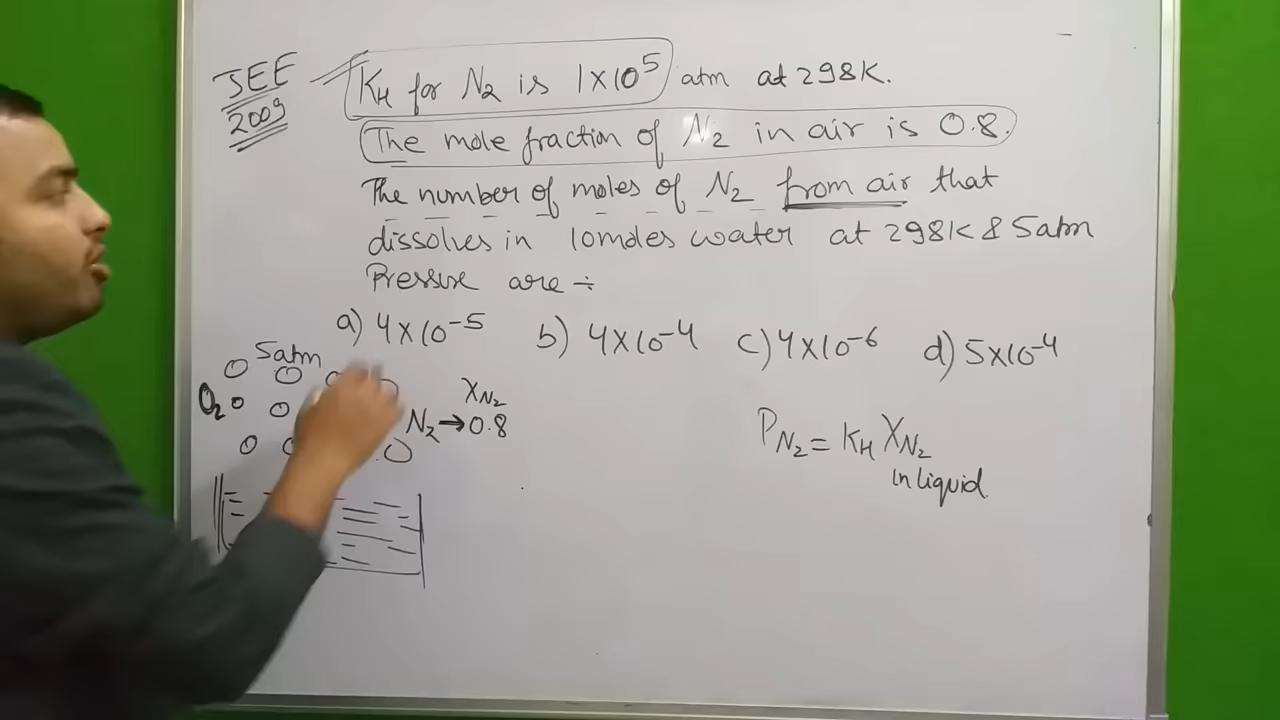 JEE
2009
KH for N2 is 1×10^5 atm at 298K.
The mole fraction of N2 in air is 0.8.
The number of moles of N2 from air that
dissolves in 10moles water at 298K & 5atm
Pressure are ÷
a) 4×10^-5 b) 4×10^-4 c) 4×10^-6 d) 5×10^-4
5atm
O2
XN2
N2 → 0.8
PN2 = KH XN2
in liquid